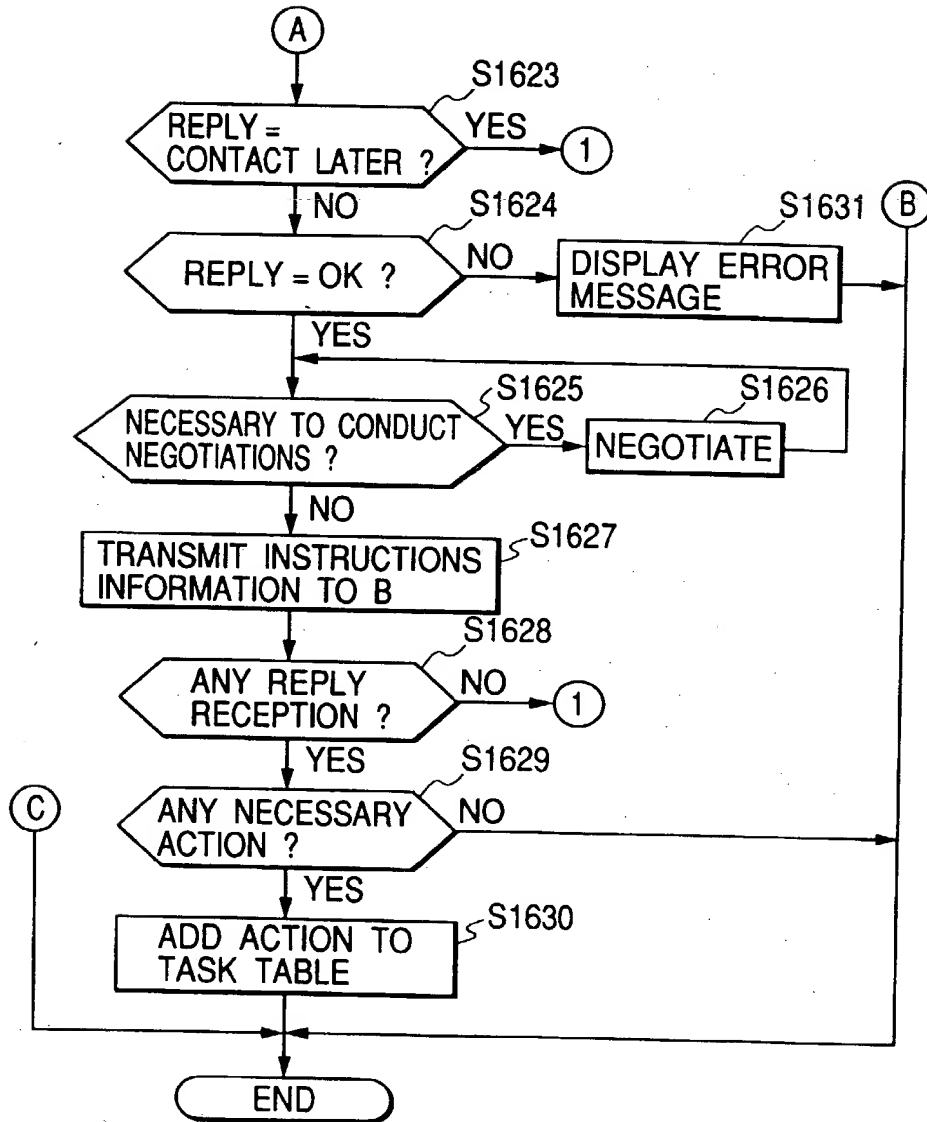 A
S1623
REPLY =
CONTACT LATER ?
YES
1
NO
S1624
REPLY = OK ?
NO
S1631
DISPLAY ERROR
MESSAGE
B
YES
S1625
NECESSARY TO CONDUCT
NEGOTIATIONS ?
YES
S1626
NEGOTIATE
NO
S1627
TRANSMIT INSTRUCTIONS
INFORMATION TO B
S1628
ANY REPLY
RECEPTION ?
NO
1
YES
S1629
C
ANY NECESSARY
ACTION ?
NO
YES
S1630
ADD ACTION TO
TASK TABLE
END